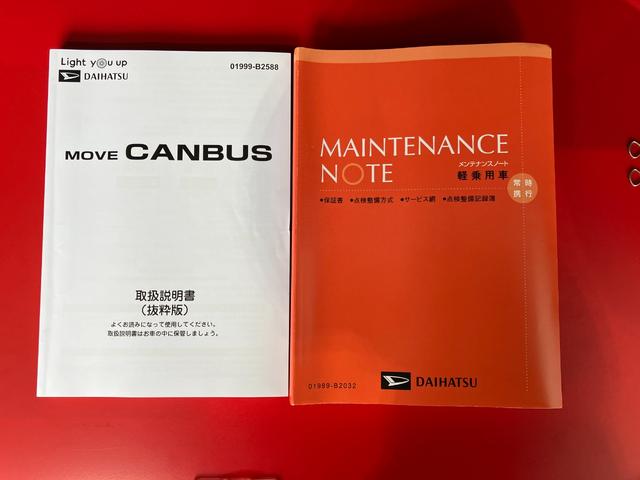 Light you up
DAIHATSU
01999-B2588
MOVE CANBUS
取扱説明書
（抜粋版）
よくお読みになって使用してください。
取扱説明書はお車の中に保管しましょう。
MAINTENANCE
NOTE
メンテナンスノート
軽乗用車
常時
携行
●保証書 ●点検整備方式 ●サービス網 ●点検整備記録簿
01989-B2032
DAIHATSU